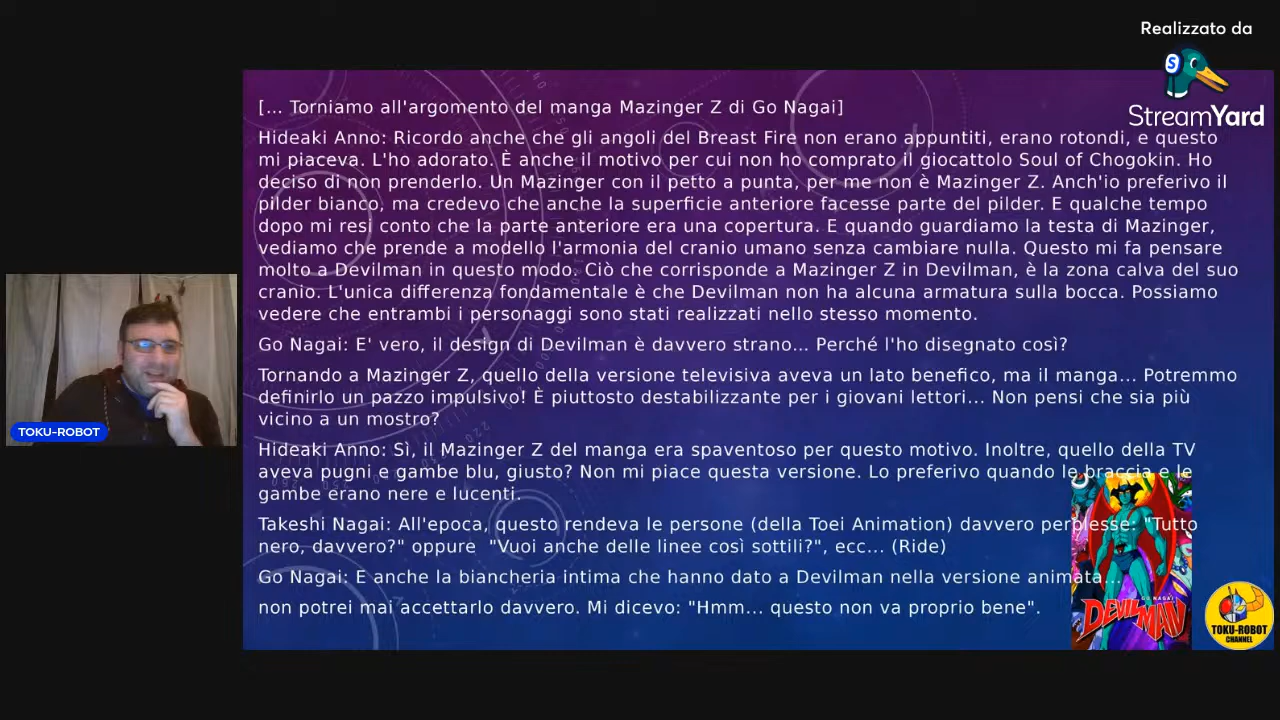 Realizzato da
S
StreamYard
[... Torniamo all'argomento del manga Mazinger Z di Go Nagai]
Hideaki Anno: Ricordo anche che gli angoli del Breast Fire non erano appuntiti, erano rotondi, e questo
mi piaceva. L'ho adorato. È anche il motivo per cui non ho comprato il giocattolo Soul of Chogokin. Ho
deciso di non prenderlo. Un Mazinger con il petto a punta, per me non è Mazinger Z. Anch'io preferivo il
pilder bianco, ma credevo che anche la superficie anteriore facesse parte del pilder. E qualche tempo
dopo mi resi conto che la parte anteriore era una copertura. E quando guardiamo la testa di Mazinger,
vediamo che prende a modello l'armonia del cranio umano senza cambiare nulla. Questo mi fa pensare
molto a Devilman in questo modo. Ciò che corrisponde a Mazinger Z in Devilman, è la zona calva del suo
cranio. L'unica differenza fondamentale è che Devilman non ha alcuna armatura sulla bocca. Possiamo
vedere che entrambi i personaggi sono stati realizzati nello stesso momento.
Go Nagai: E' vero, il design di Devilman è davvero strano... Perché l'ho disegnato così?
Tornando a Mazinger Z, quello della versione televisiva aveva un lato benefico, ma il manga... Potremmo
definirlo un pazzo impulsivo! È piuttosto destabilizzante per i giovani lettori... Non pensi che sia più
vicino a un mostro?
Hideaki Anno: Sì, il Mazinger Z del manga era spaventoso per questo motivo. Inoltre, quello della TV
aveva pugni e gambe blu, giusto? Non mi piace questa versione. Lo preferivo quando le braccia e le
gambe erano nere e lucenti.
Takeshi Nagai: All'epoca, questo rendeva le persone (della Toei Animation) davvero perplesse: "Tutto
nero, davvero?" oppure  "Vuoi anche delle linee così sottili?", ecc... (Ride)
Go Nagai: E anche la biancheria intima che hanno dato a Devilman nella versione animata...
non potrei mai accettarlo davvero. Mi dicevo: "Hmm... questo non va proprio bene".
TOKU-ROBOT
GO NAGAI
DEVILMAN
TOKU-ROBOT
CHANNEL